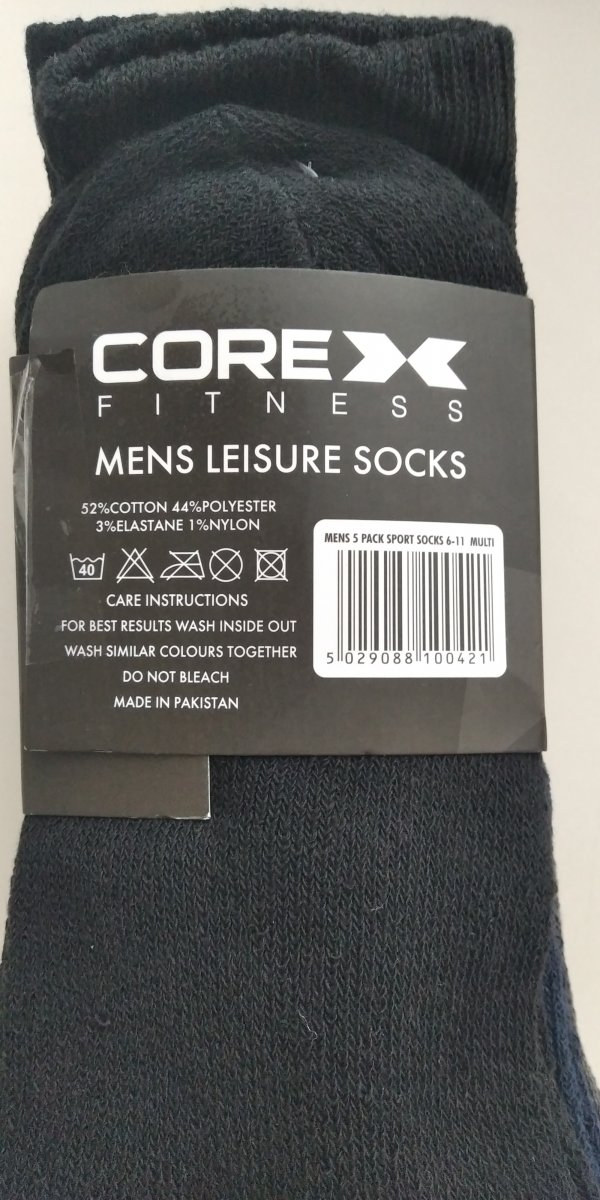 COREX
FITNESS
MENS LEISURE SOCKS
52%COTTON 44%POLYESTER
3%ELASTANE 1%NYLON
40
CARE INSTRUCTIONS
FOR BEST RESULTS WASH INSIDE OUT
WASH SIMILAR COLOURS TOGETHER
DO NOT BLEACH
MADE IN PAKISTAN
MENS 5 PACK SPORT SOCKS 6-11 MULTI
5 029088 100421